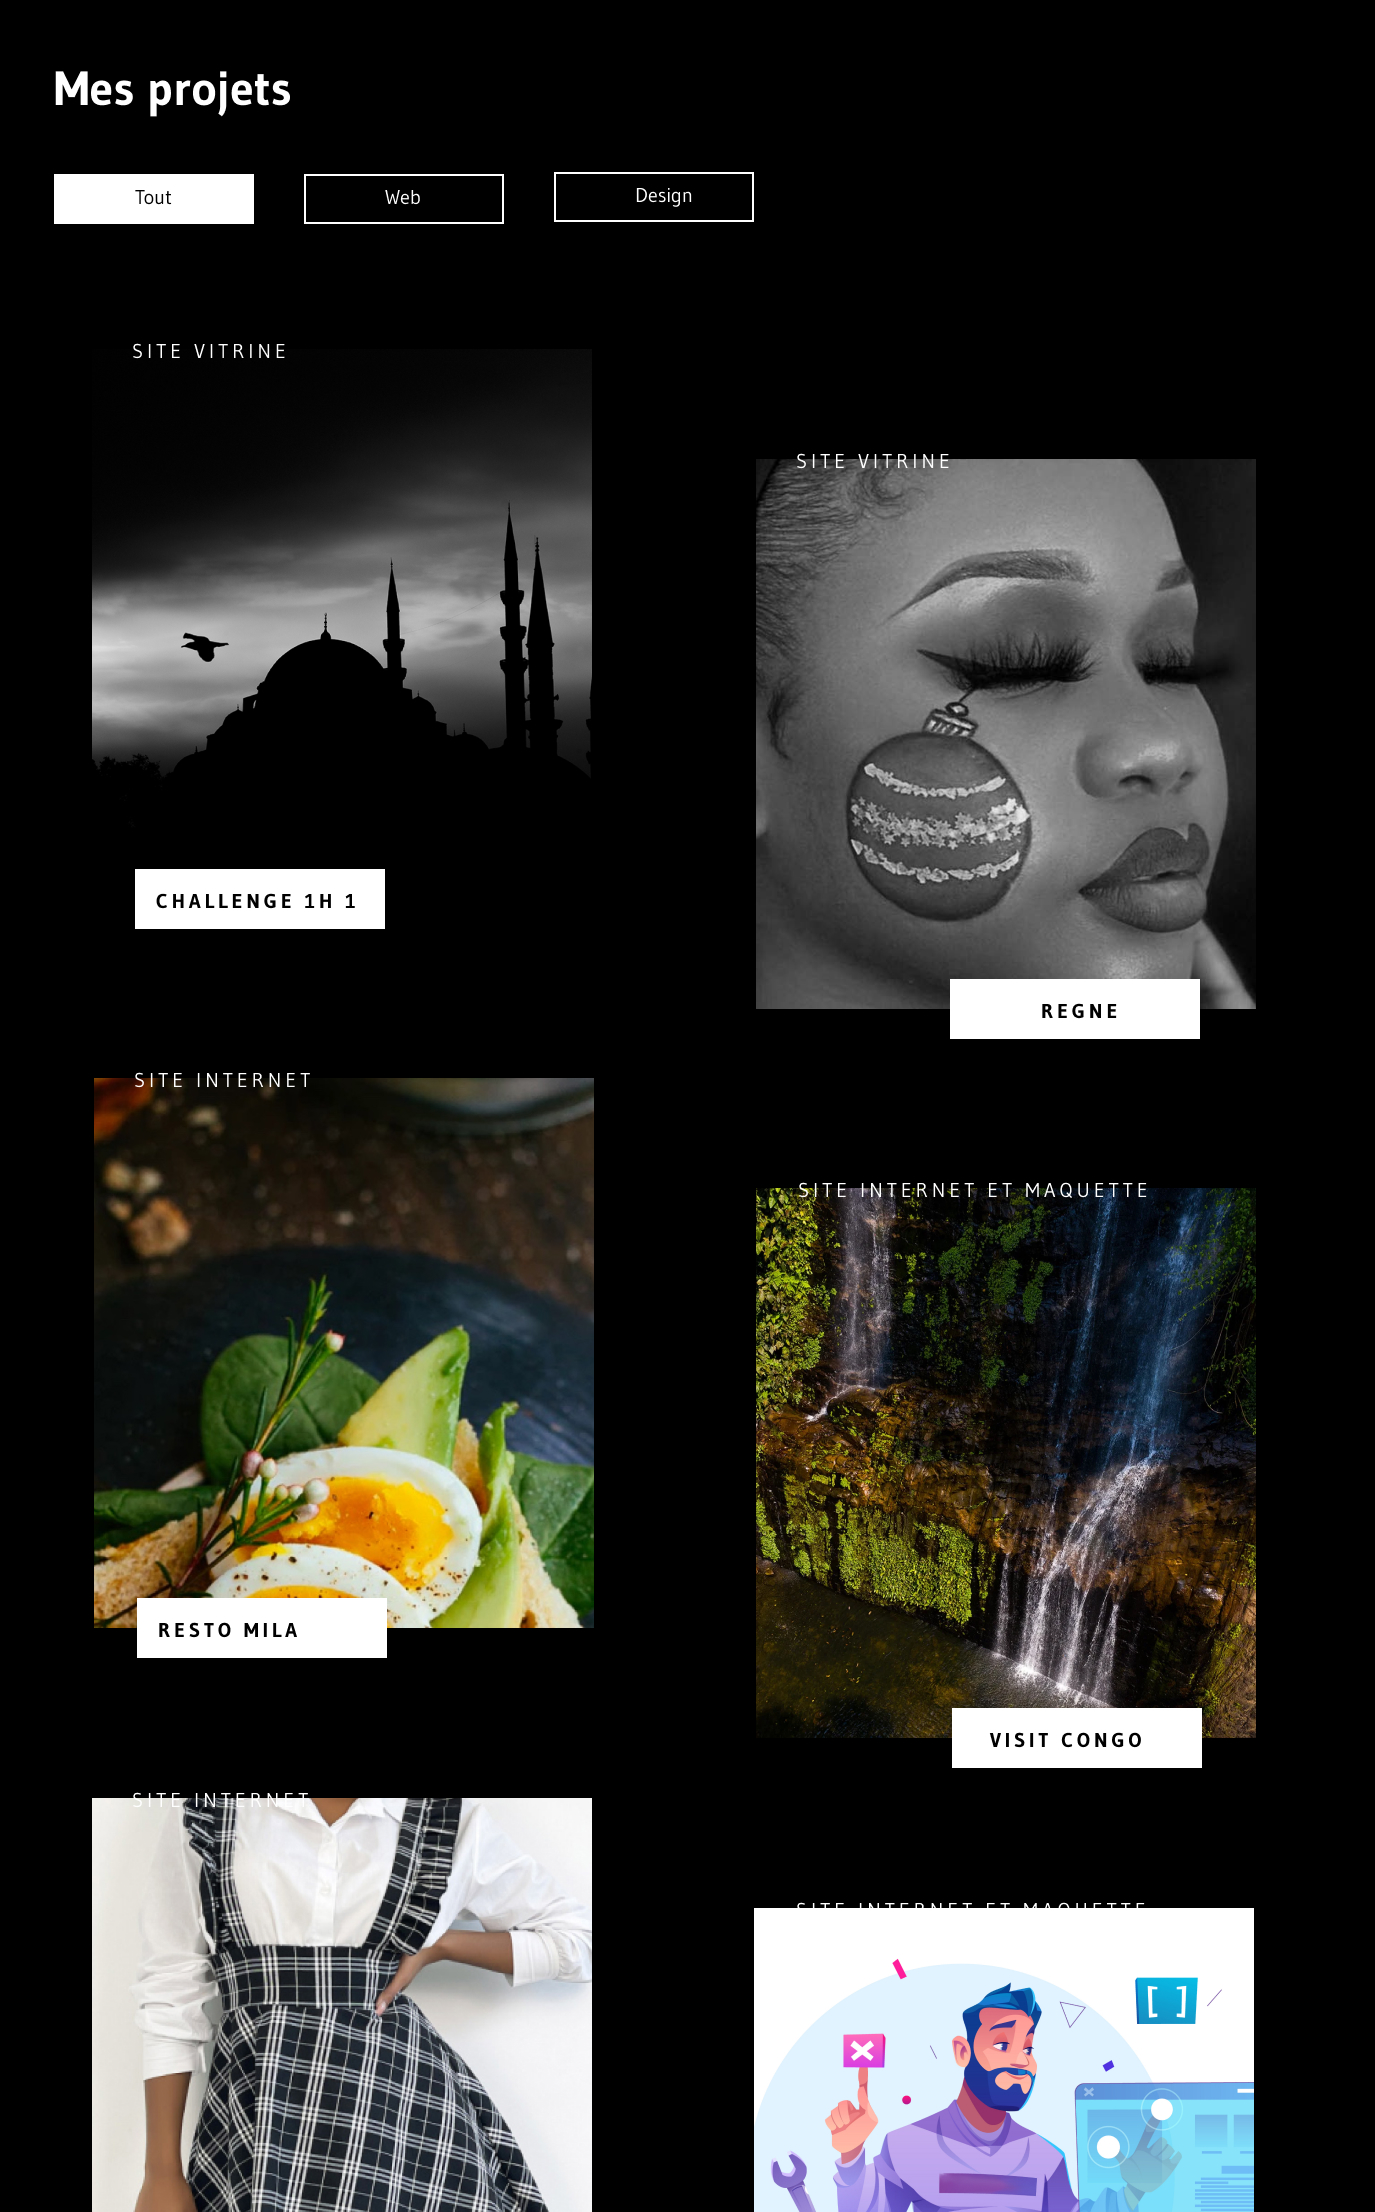 Mes projets
Tout
Web
Design
SITE VITRINE
SITE VITRINE
CHALLENGE 1H 1
REGNE
SITE INTERNET
SITE INTERNET ET MAQUETTE
RESTO MILA
VISIT CONGO
SITE INTERNET
SITE INTERNET ET MAQUETTE